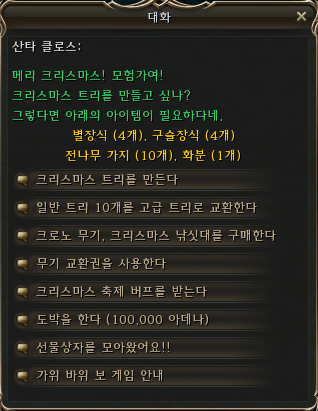 대화
산타 클로스:
메리 크리스마스! 모험가여!
크리스마스 트리를 만들고 싶나?
그렇다면 아래의 아이템이 필요하다네,
별장식 (4개), 구슬장식 (4개)
전나무 가지 (10개), 화분 (1개)
크리스마스 트리를 만든다
일반 트리 10개를 고급 트리로 교환한다
크로노 무기, 크리스마스 낚싯대를 구매한다
무기 교환권을 사용한다
크리스마스 축제 버프를 받는다
도박을 한다 (100,000 아데나)
선물상자를 모아왔어요!!
가위 바위 보 게임 안내